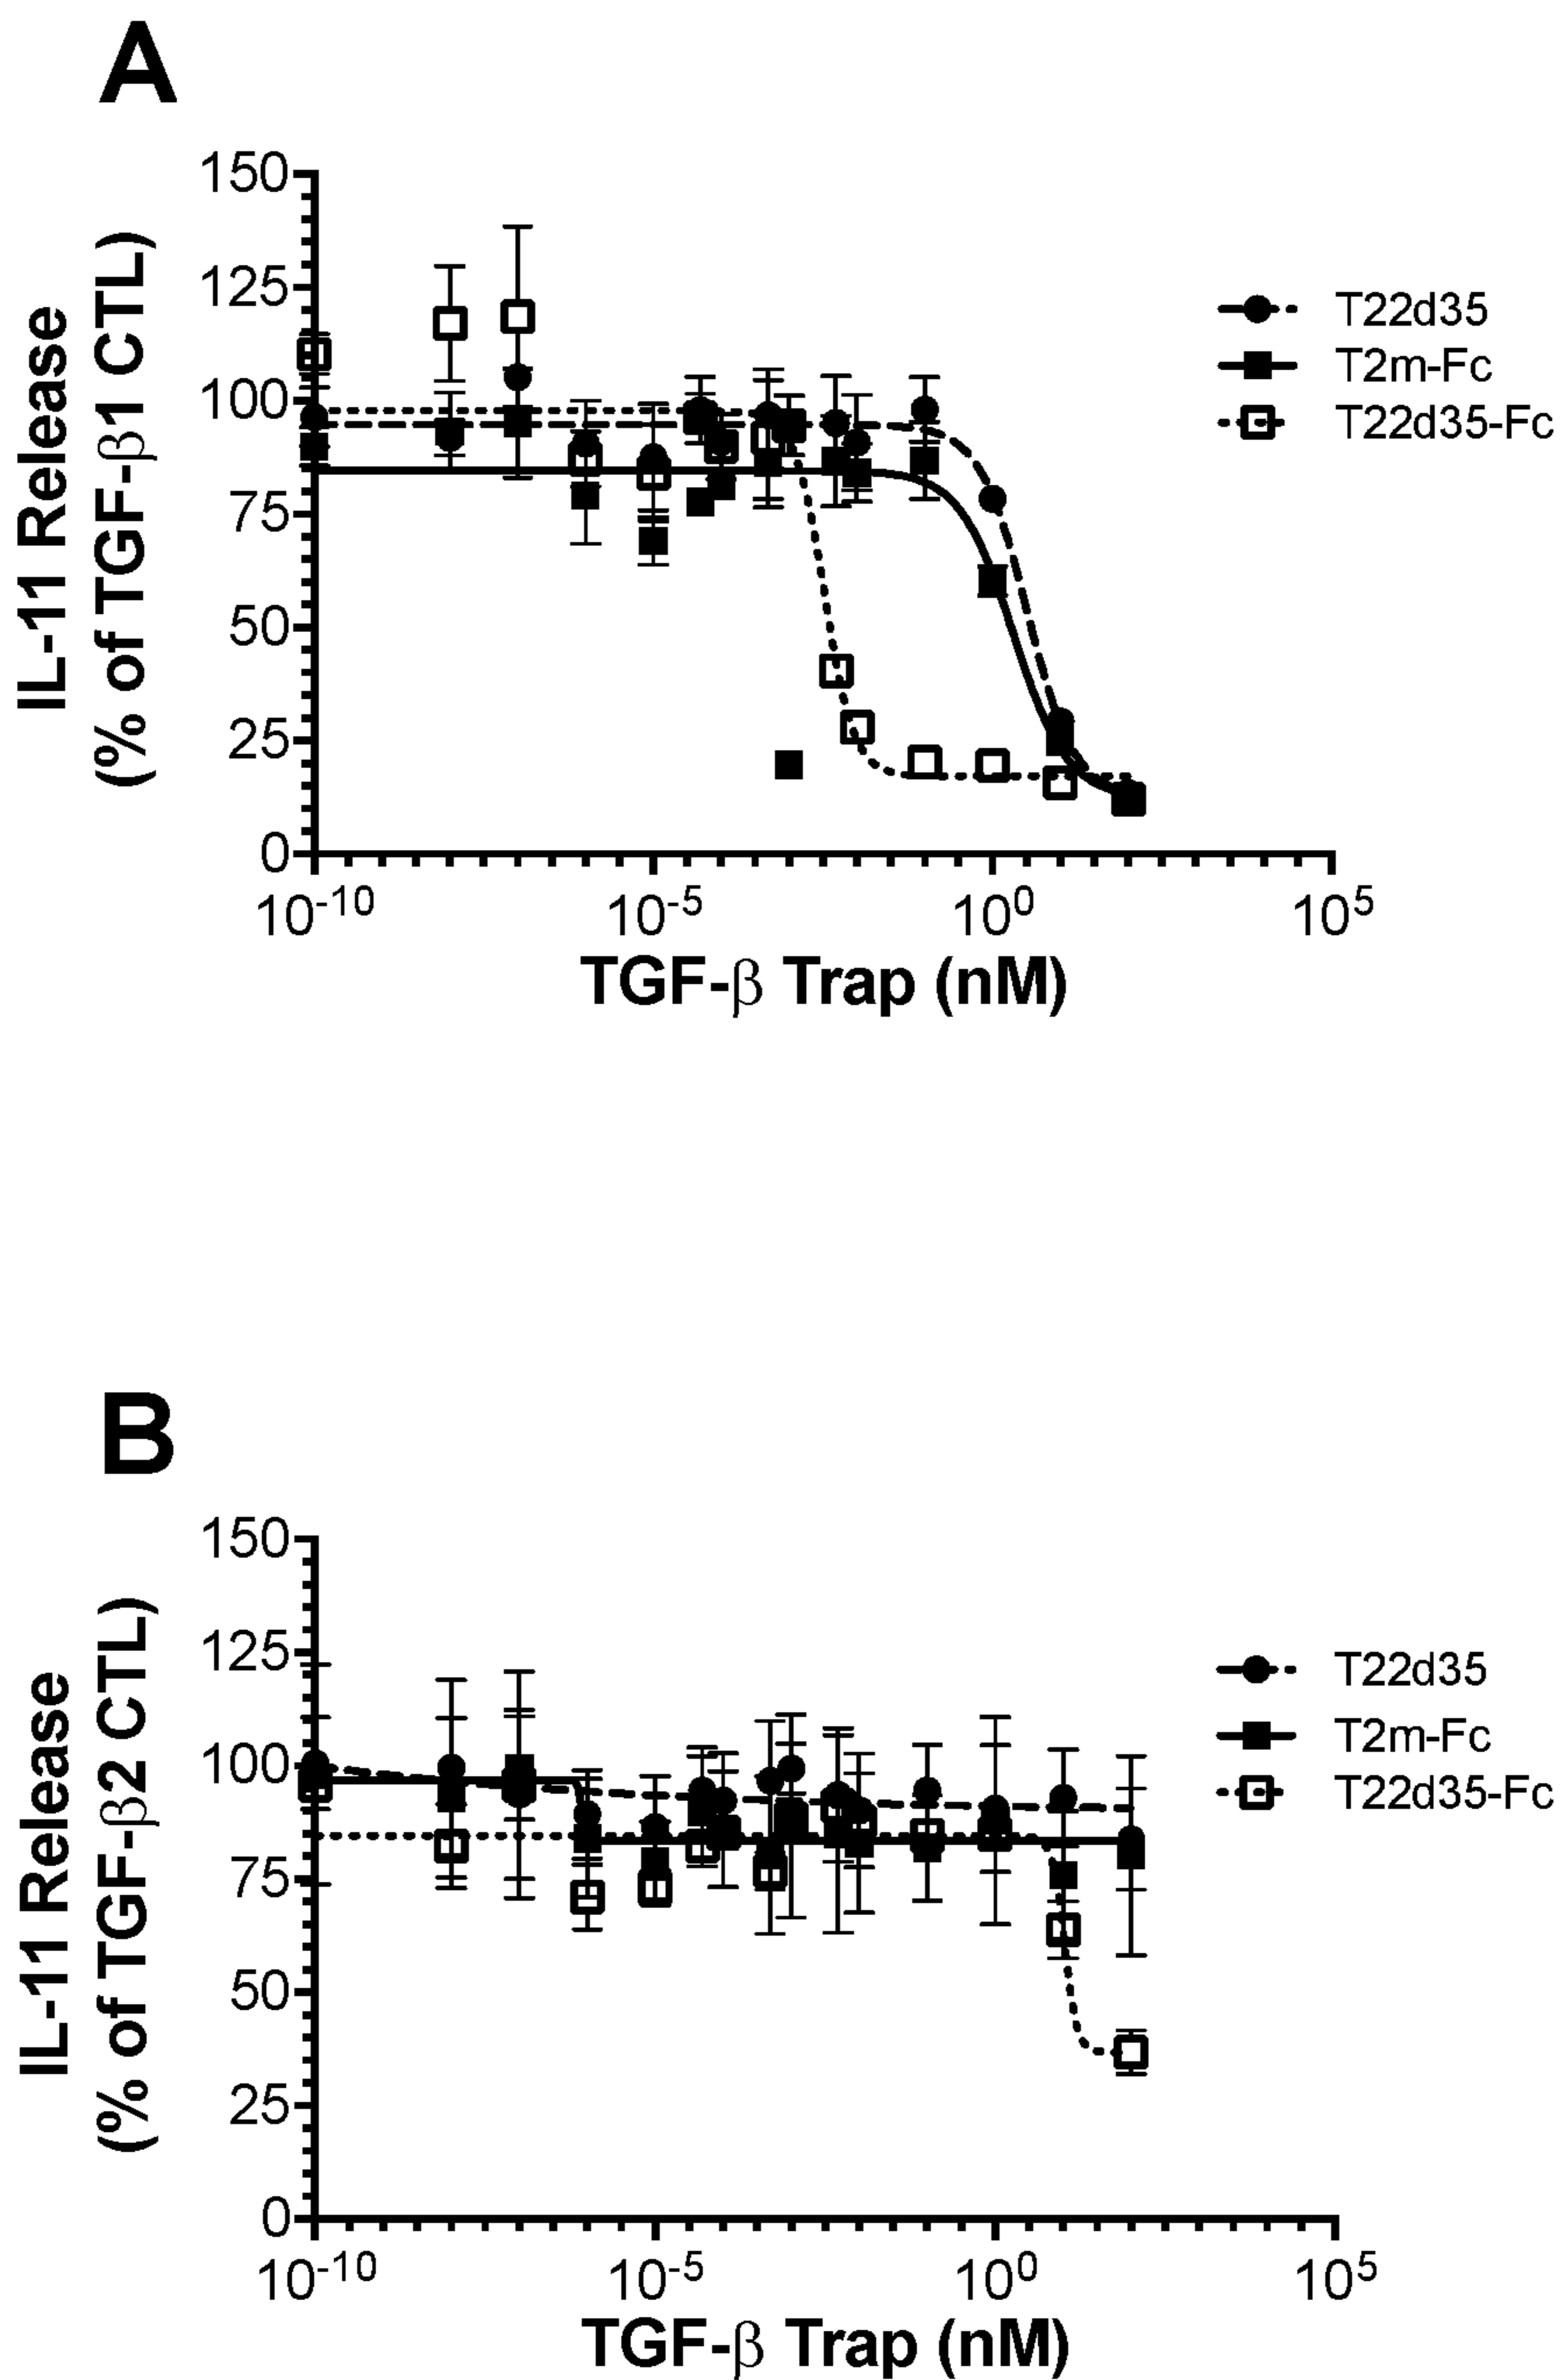 A
150
125
100
75
50
25
0
IL-11 Release
(% of TGF-β1 CTL)
10-10
10-5
100
105
TGF-β Trap (nM)
T22d35
T2m-Fc
T22d35-Fc
B
150
125
100
75
50
25
0
IL-11 Release
(% of TGF-β2 CTL)
10-10
10-5
100
105
TGF-β Trap (nM)
T22d35
T2m-Fc
T22d35-Fc